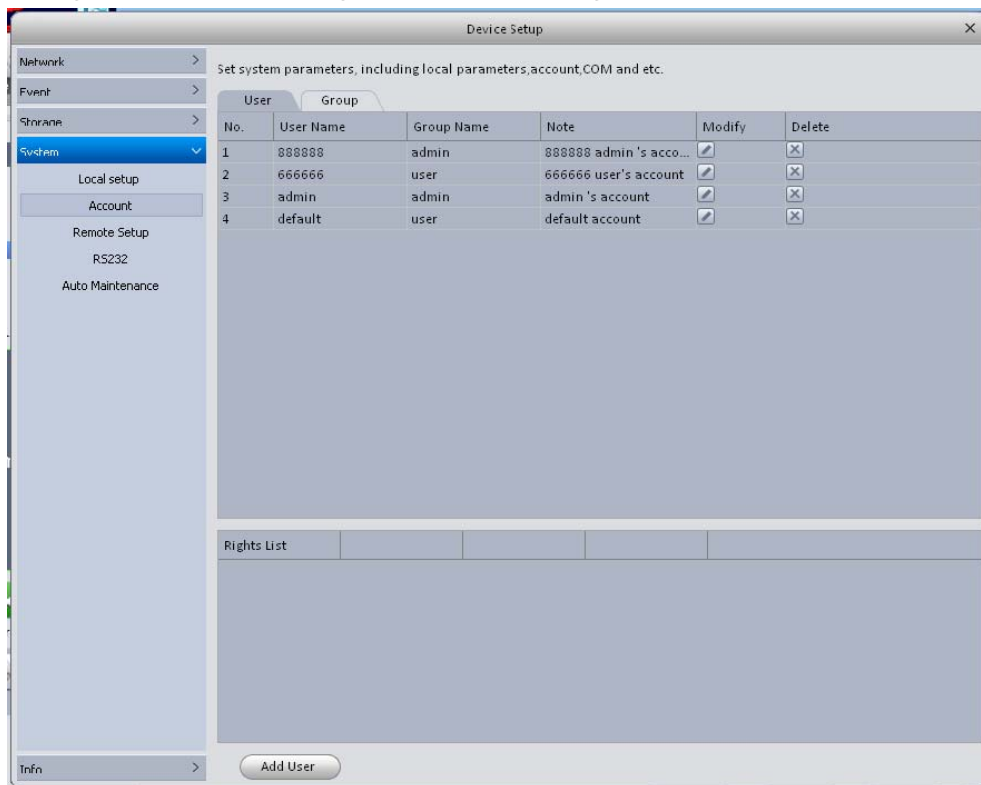 Device Setup
Network
Event
Storage
System
Local setup
Account
Remote Setup
RS232
Auto Maintenance
Info
Set system parameters, including local parameters,account,COM and etc.
User Group
No. User Name Group Name Note Modify Delete
1 888888 admin 888888 admin 's acco...
2 666666 user 666666 user's account
3 admin admin admin 's account
4 default user default account
Rights List
Add User